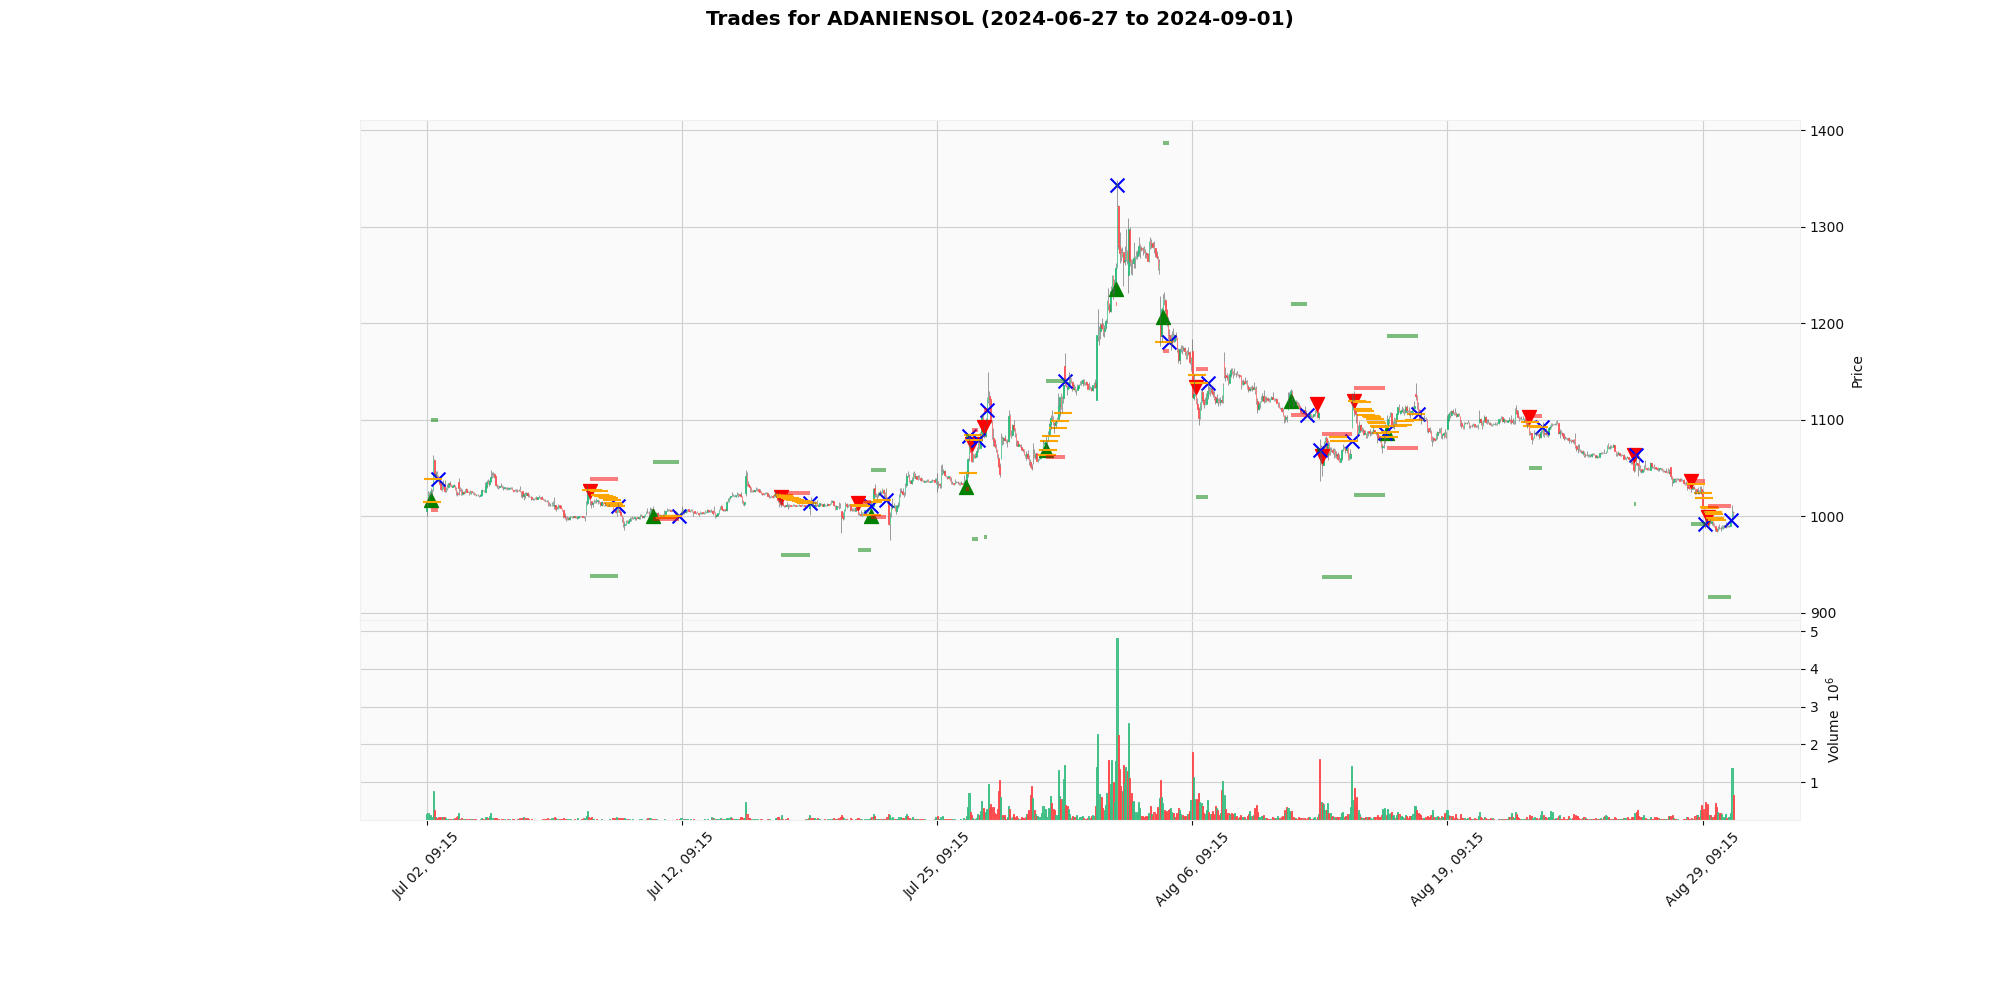 Trades for ADANIENSOL (2024-06-27 to 2024-09-01)
1400
1300
1200
1100
1000
900
Price
5
4
3
2
1
Volume 10^6
Jul 02, 09:15
Jul 12, 09:15
Jul 25, 09:15
Aug 06, 09:15
Aug 19, 09:15
Aug 29, 09:15